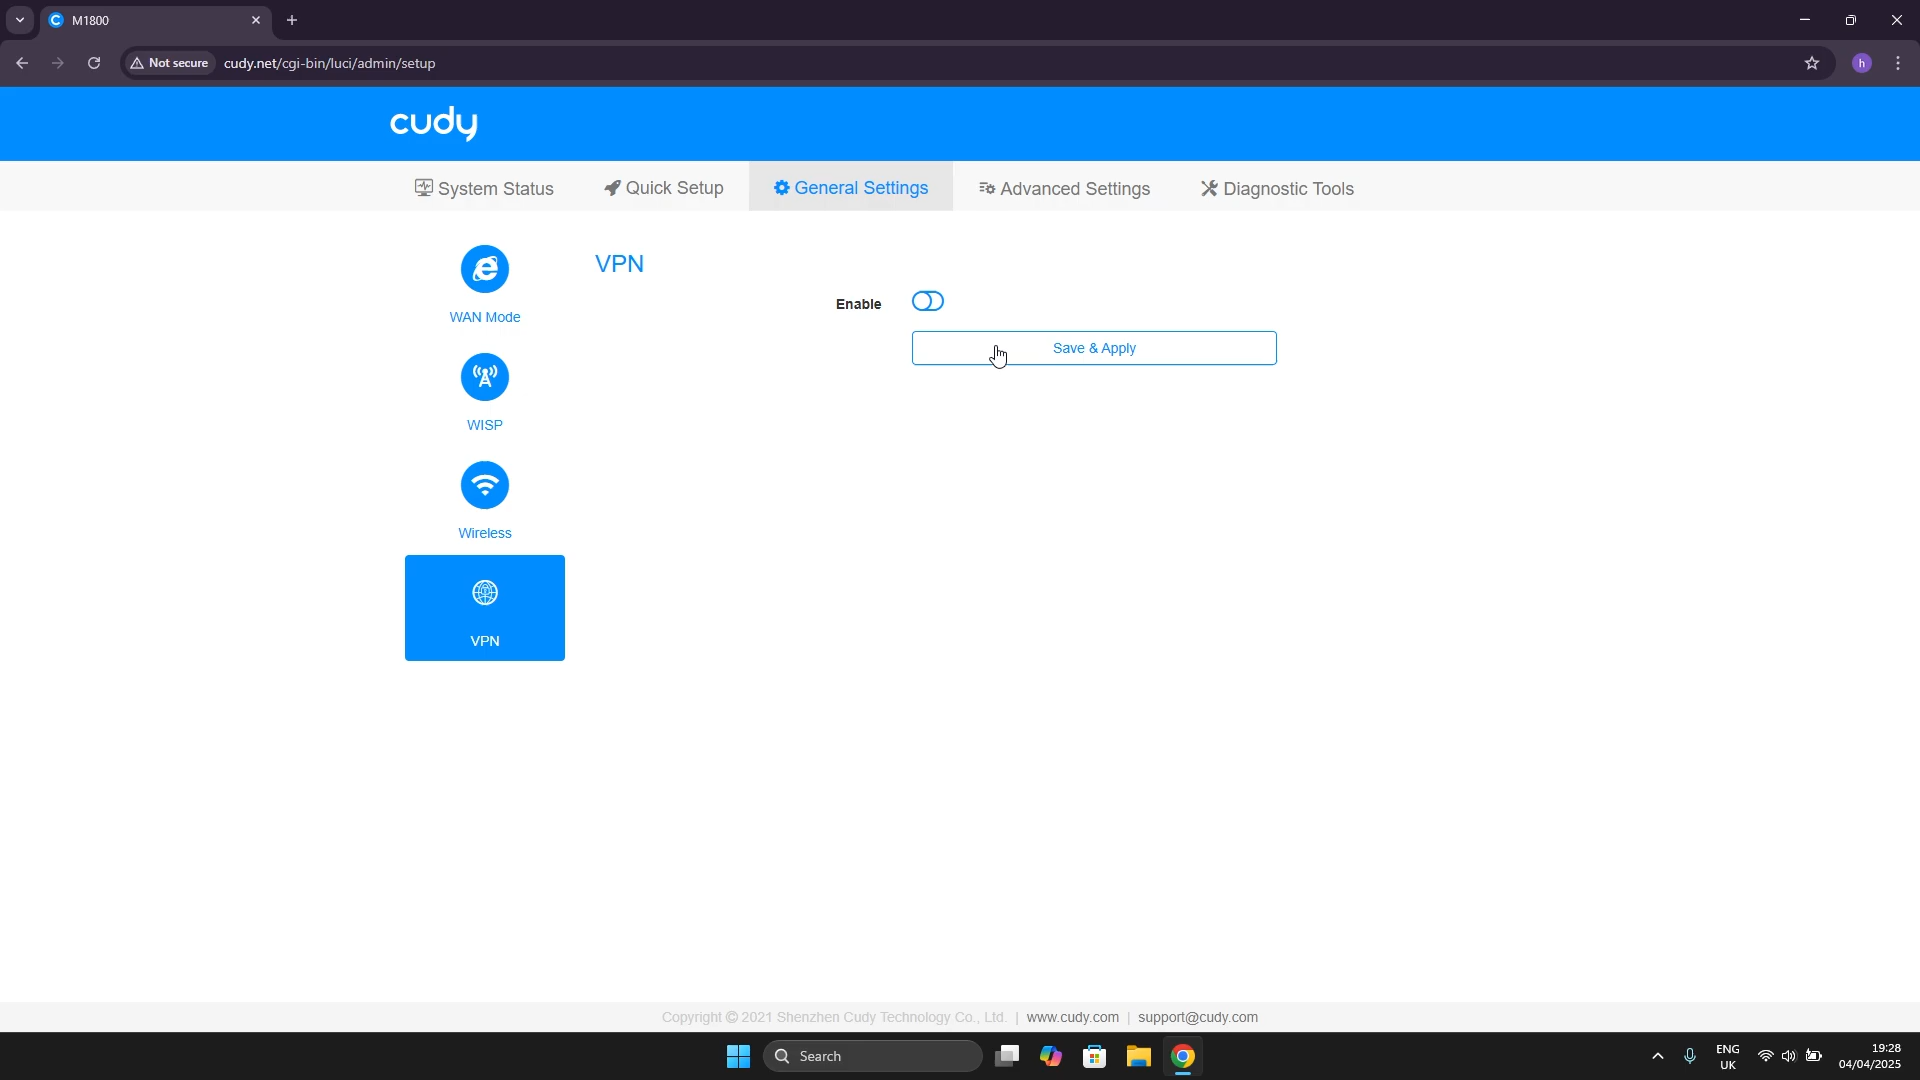 M1800
Not secure
cudy.net/cgi-bin/luci/admin/setup
h
cudy
System Status
Quick Setup
General Settings
Advanced Settings
Diagnostic Tools
WAN Mode
WISP
Wireless
VPN
VPN
Enable
Save & Apply
Copyright © 2021 Shenzhen Cudy Technology Co., Ltd. | www.cudy.com | support@cudy.com
Search
ENG
UK
19:28
04/04/2025